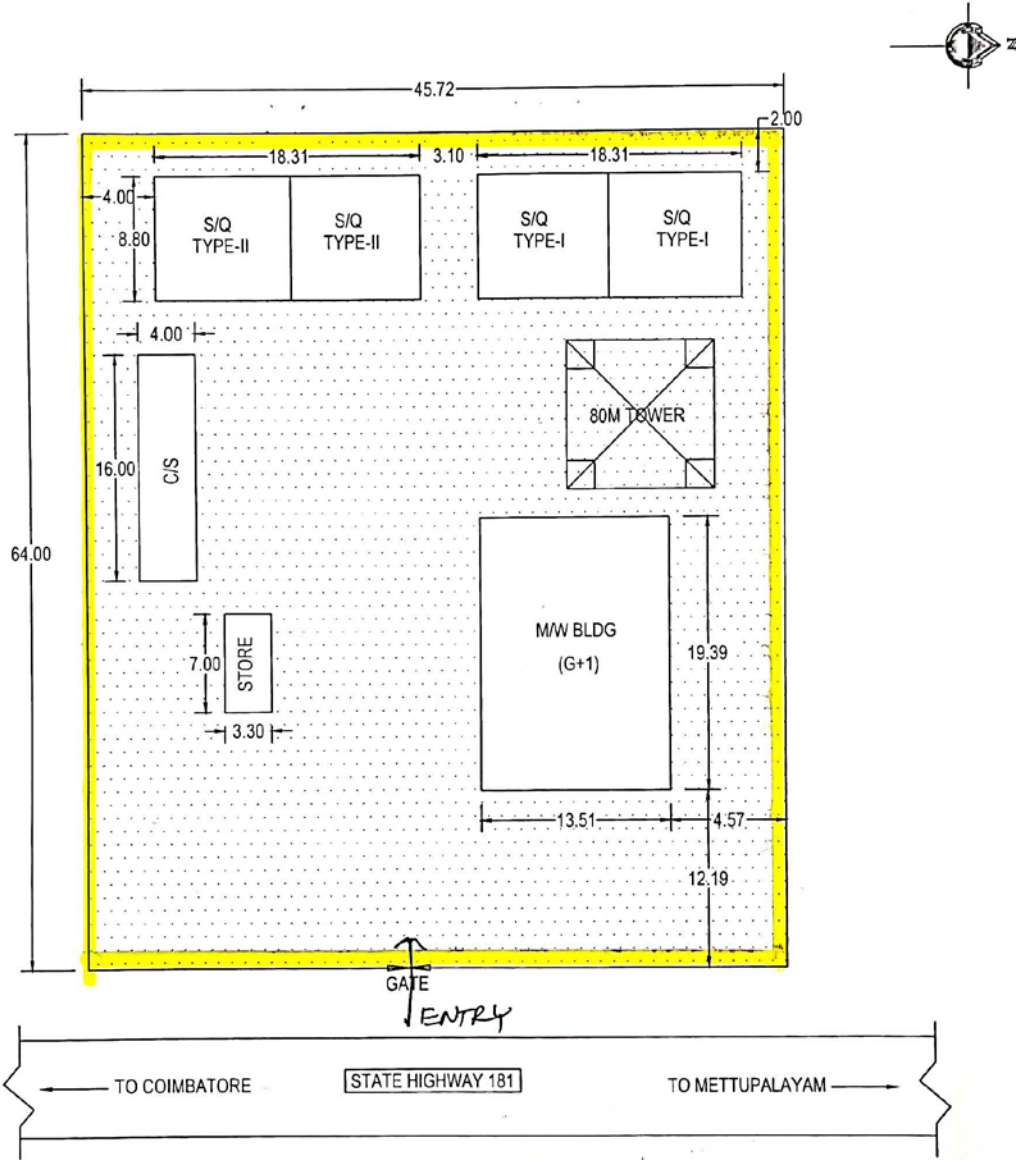 N
45.72
2.00
18.31
3.10
18.31
4.00
8.80
S/Q
TYPE-II
S/Q
TYPE-II
S/Q
TYPE-I
S/Q
TYPE-I
4.00
80M TOWER
16.00
C/S
64.00
M/W BLDG
(G+1)
19.39
7.00
STORE
3.30
13.51
4.57
12.19
GATE
ENTRY
TO COIMBATORE
STATE HIGHWAY 181
TO METTUPALAYAM